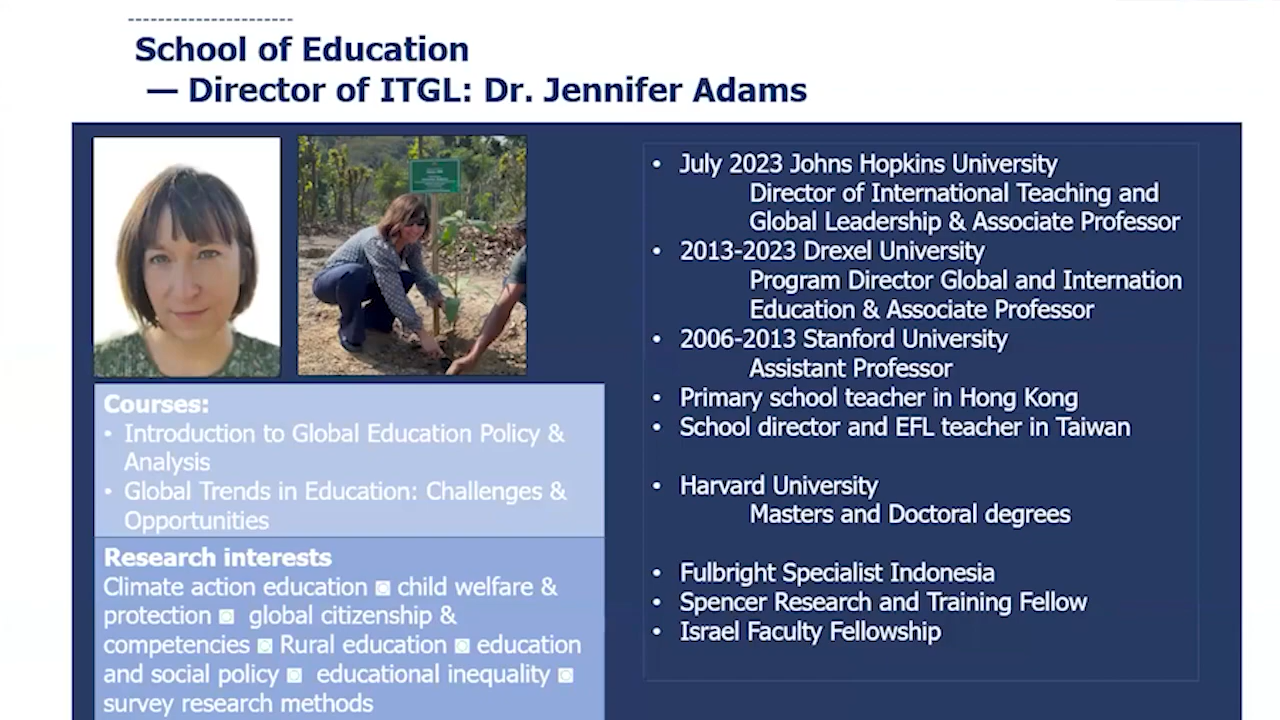 School of Education
— Director of ITGL: Dr. Jennifer Adams
Courses:
• Introduction to Global Education Policy &
Analysis
• Global Trends in Education: Challenges &
Opportunities
Research interests
Climate action education ◙ child welfare &
protection ◙ global citizenship &
competencies ◙ Rural education ◙ education
and social policy ◙ educational inequality ◙
survey research methods
• July 2023 Johns Hopkins University
Director of International Teaching and
Global Leadership & Associate Professor
• 2013-2023 Drexel University
Program Director Global and Internation
Education & Associate Professor
• 2006-2013 Stanford University
Assistant Professor
• Primary school teacher in Hong Kong
• School director and EFL teacher in Taiwan
• Harvard University
Masters and Doctoral degrees
• Fulbright Specialist Indonesia
• Spencer Research and Training Fellow
• Israel Faculty Fellowship